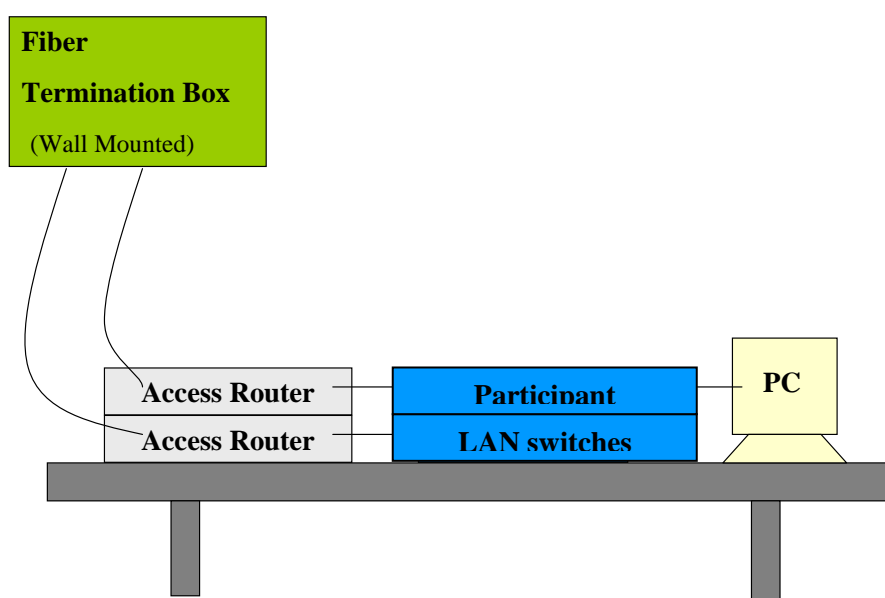 Fiber
Termination Box
(Wall Mounted)
Access Router
Participant
PC
Access Router
LAN switches